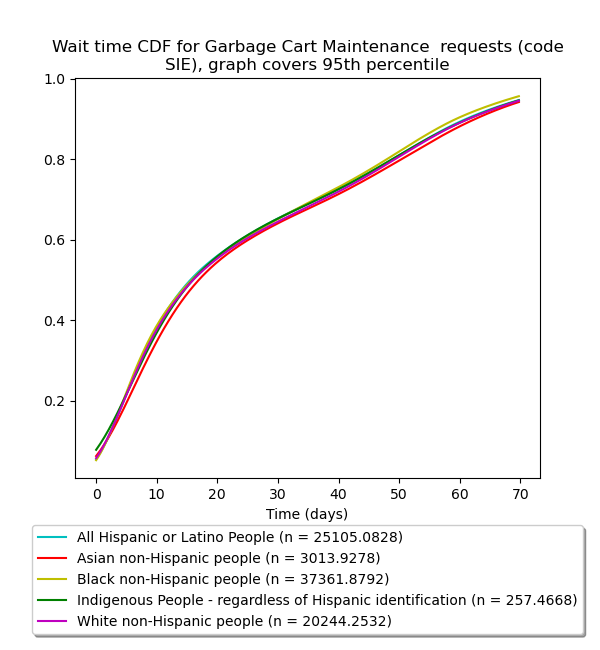 Wait time CDF for Garbage Cart Maintenance  requests (code
SIE), graph covers 95th percentile
1.0
0.8
0.6
0.4
0.2
0 10 20 30 40 50 60 70
Time (days)
All Hispanic or Latino People (n = 25105.0828)
Asian non-Hispanic people (n = 3013.9278)
Black non-Hispanic people (n = 37361.8792)
Indigenous People - regardless of Hispanic identification (n = 257.4668)
White non-Hispanic people (n = 20244.2532)